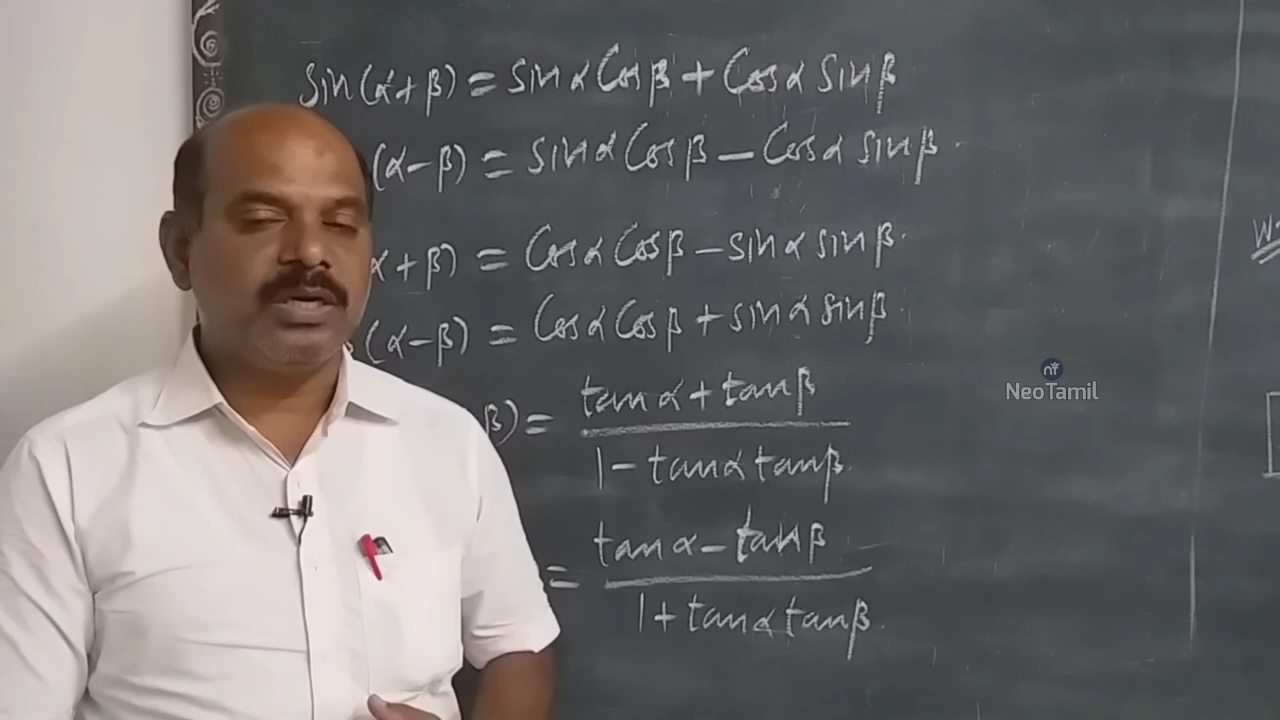 Sin(α+β) = Sinα Cosβ + Cosα Sinβ
(α-β) = Sinα Cosβ - Cosα Sinβ
α+β) = Cosα Cosβ - Sinα Sinβ.
(α-β) = Cosα Cosβ + Sinα Sinβ.
β) = tanα + tanβ
1 - tanα tanβ.
= tanα - tanβ
1 + tanα tanβ.
NeoTamil